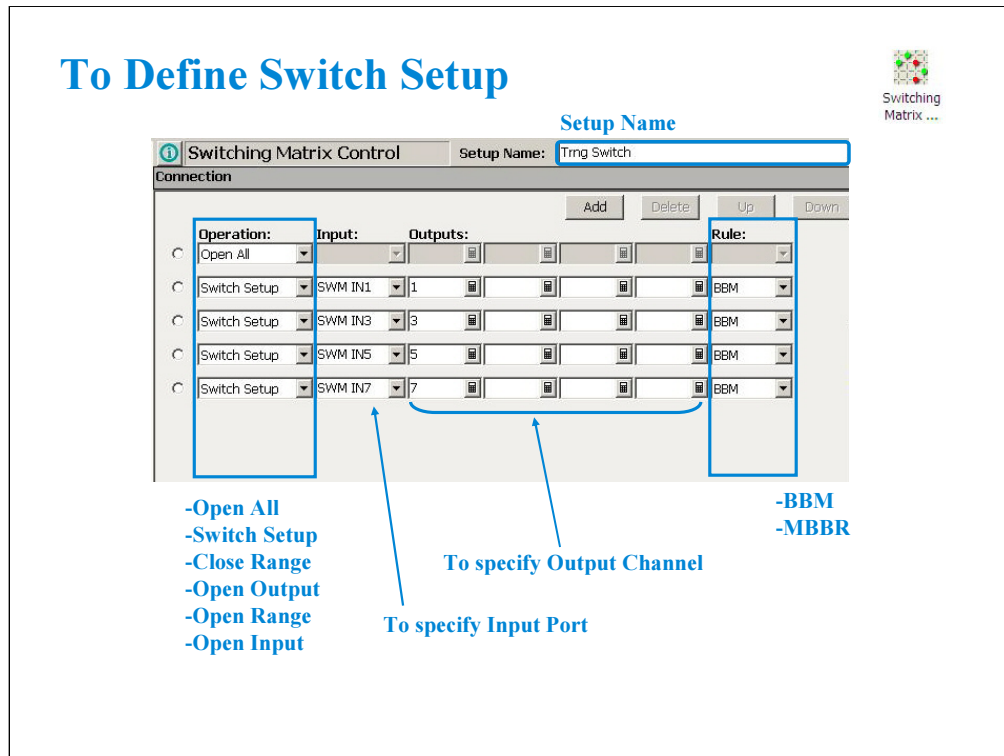 To Define Switch Setup
Switching
Matrix ...
Setup Name
Switching Matrix Control Setup Name: Trng Switch
Connection
Add Delete Up Down
Operation: Input: Outputs: Rule:
Open All
Switch Setup SWM IN1 1 BBM
Switch Setup SWM IN3 3 BBM
Switch Setup SWM IN5 5 BBM
Switch Setup SWM IN7 7 BBM
-Open All
-Switch Setup
-Close Range
-Open Output
-Open Range
-Open Input
To specify Input Port
To specify Output Channel
-BBM
-MBBR